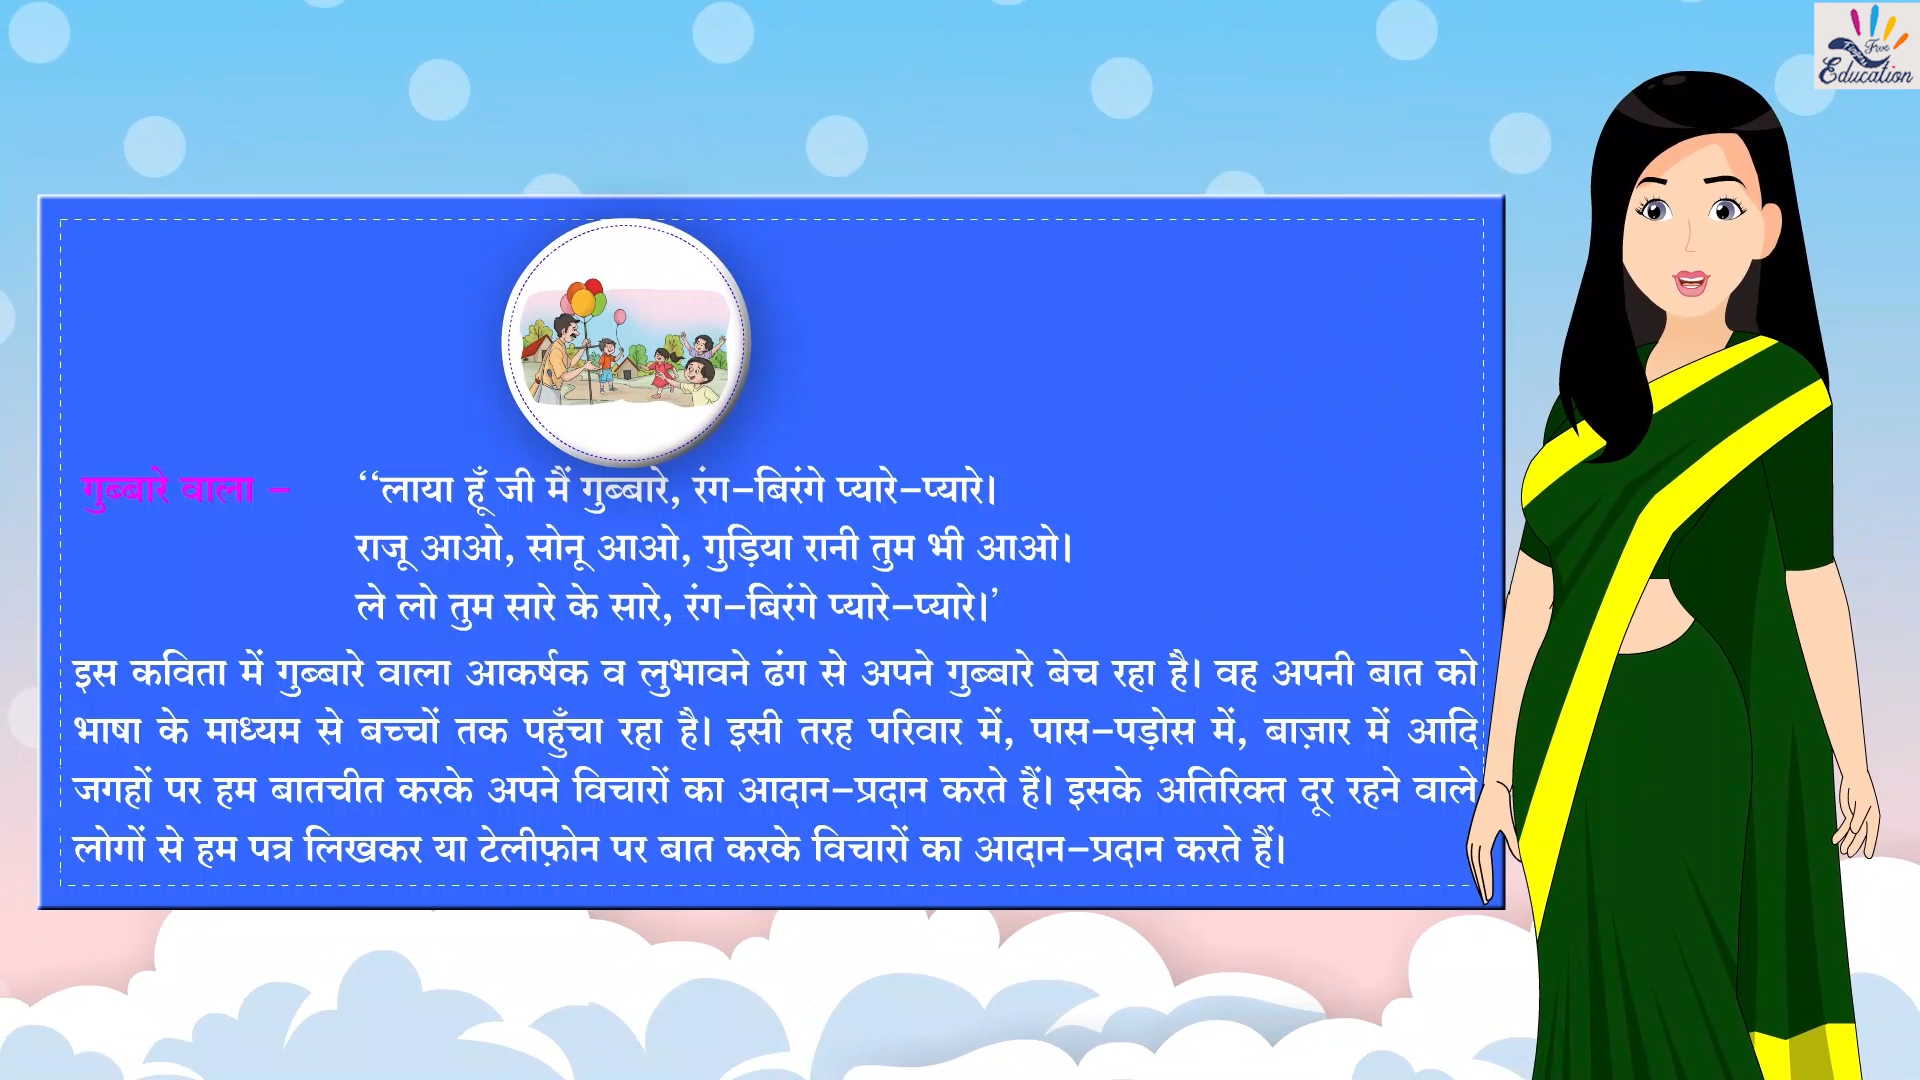 Five
Education
गुब्बारे वाला – “लाया हूँ जी मैं गुब्बारे, रंग–बिरंगे प्यारे–प्यारे।
राजू आओ, सोनू आओ, गुड़िया रानी तुम भी आओ।
ले लो तुम सारे के सारे, रंग–बिरंगे प्यारे–प्यारे।’
इस कविता में गुब्बारे वाला आकर्षक व लुभावने ढंग से अपने गुब्बारे बेच रहा है। वह अपनी बात को
भाषा के माध्यम से बच्चों तक पहुँचा रहा है। इसी तरह परिवार में, पास–पड़ोस में, बाज़ार में आदि
जगहों पर हम बातचीत करके अपने विचारों का आदान–प्रदान करते हैं। इसके अतिरिक्त दूर रहने वाले
लोगों से हम पत्र लिखकर या टेलीफ़ोन पर बात करके विचारों का आदान–प्रदान करते हैं।